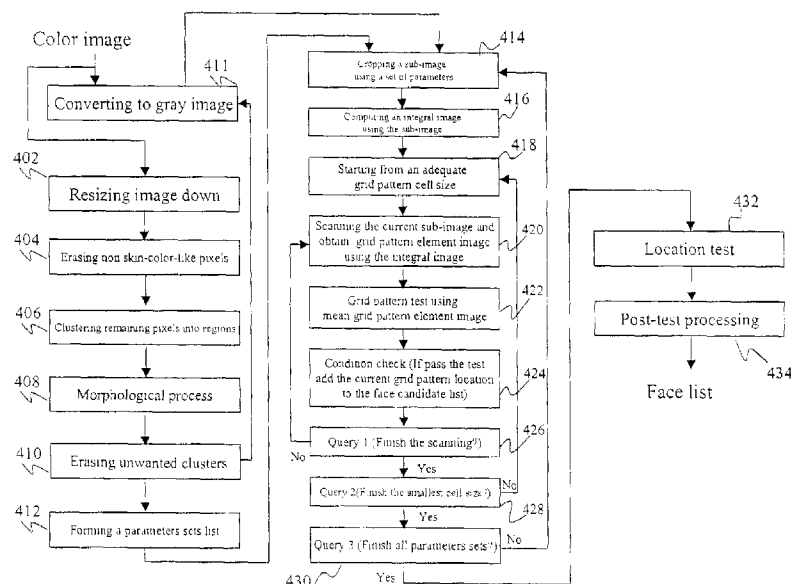 Color image
411
Converting to gray image
402
Resizing image down
404
Erasing non skin-color-like pixels
406
Clustering remaining pixels into regions
408
Morphological process
410
Erasing unwanted clusters
412
Forming a parameters sets list
414
Cropping a sub-image
using a set of parameters
416
Computing an integral image
using the sub-image
418
Starting from an adequate
grid pattern cell size
Scanning the current sub-image and
obtain grid pattern element image
using the integral image
420
Grid pattern test using
mean grid pattern element image
422
Condition check (If pass the test
add the current grid pattern location
to the face candidate list)
424
Query 1 (Finish the scanning?)
426
No
Yes
Query 2(Finish the smallest cell size?)
No
428
Yes
Query 3 (Finish all parameters sets?)
No
430
Yes
432
Location test
Post-test processing
434
Face list